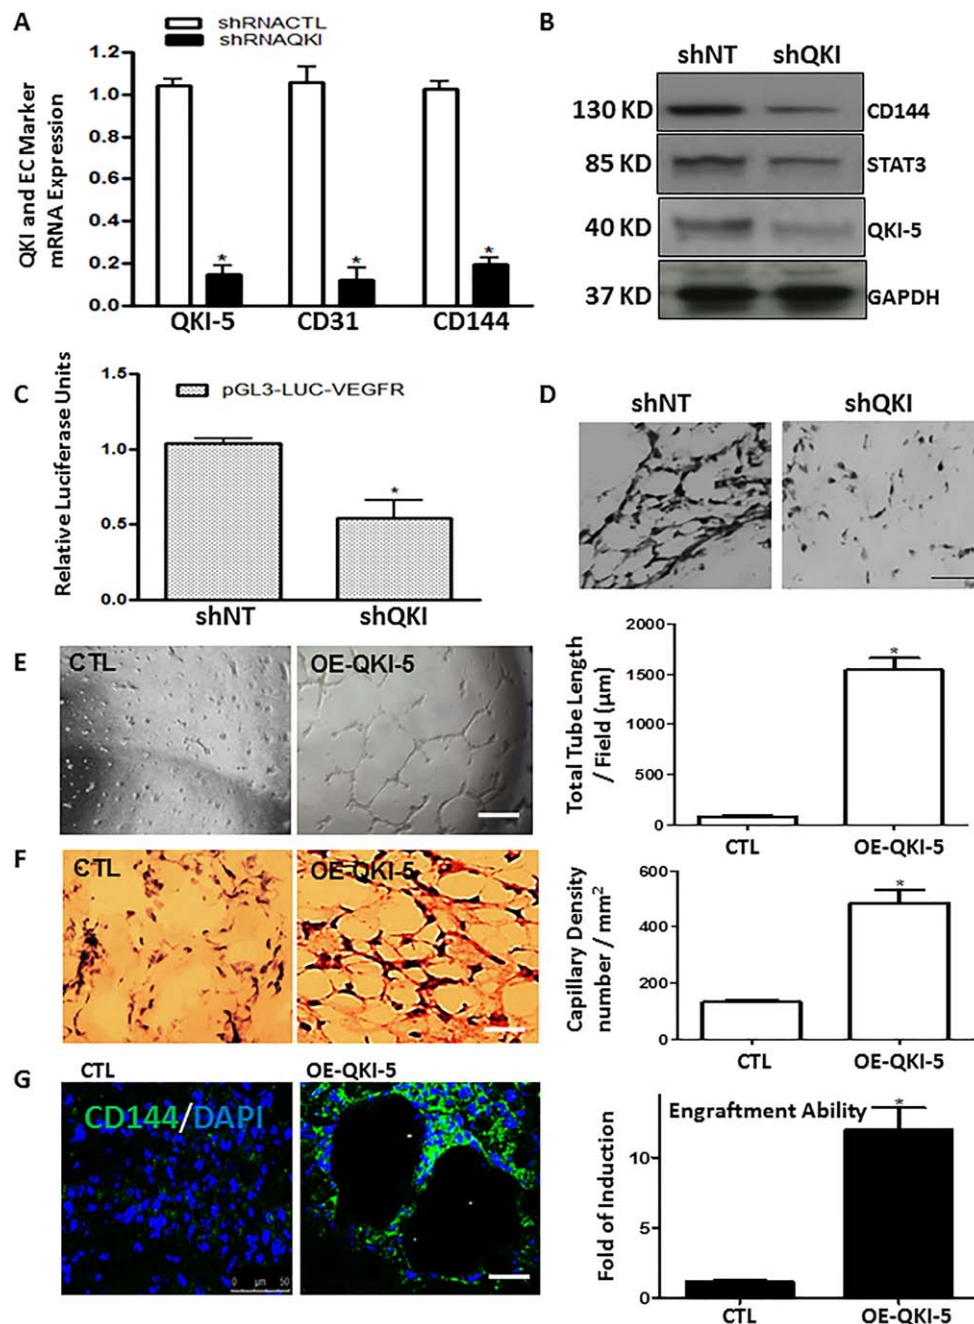 A
shRNACTL
shRNAQKI
QKI and EC Marker
mRNA Expression
1.2
1.0
0.8
0.6
0.4
0.2
0.0
*
*
*
QKI-5
CD31
CD144
B
shNT
shQKI
130 KD
CD144
85 KD
STAT3
40 KD
QKI-5
37 KD
GAPDH
C
Relative Luciferase Units
1.5
1.0
0.5
0.0
pGL3-LUC-VEGFR
*
shNT
shQKI
D
shNT
shQKI
E
CTL
OE-QKI-5
Total Tube Length
/ Field (µm)
2000
1500
1000
500
0
*
CTL
OE-QKI-5
F
CTL
OE-QKI-5
Capillary Density
number / mm²
600
400
200
0
*
CTL
OE-QKI-5
G
CTL
OE-QKI-5
CD144/DAPI
0 µm 50
Engraftment Ability
Fold of Induction
10
5
0
*
CTL
OE-QKI-5